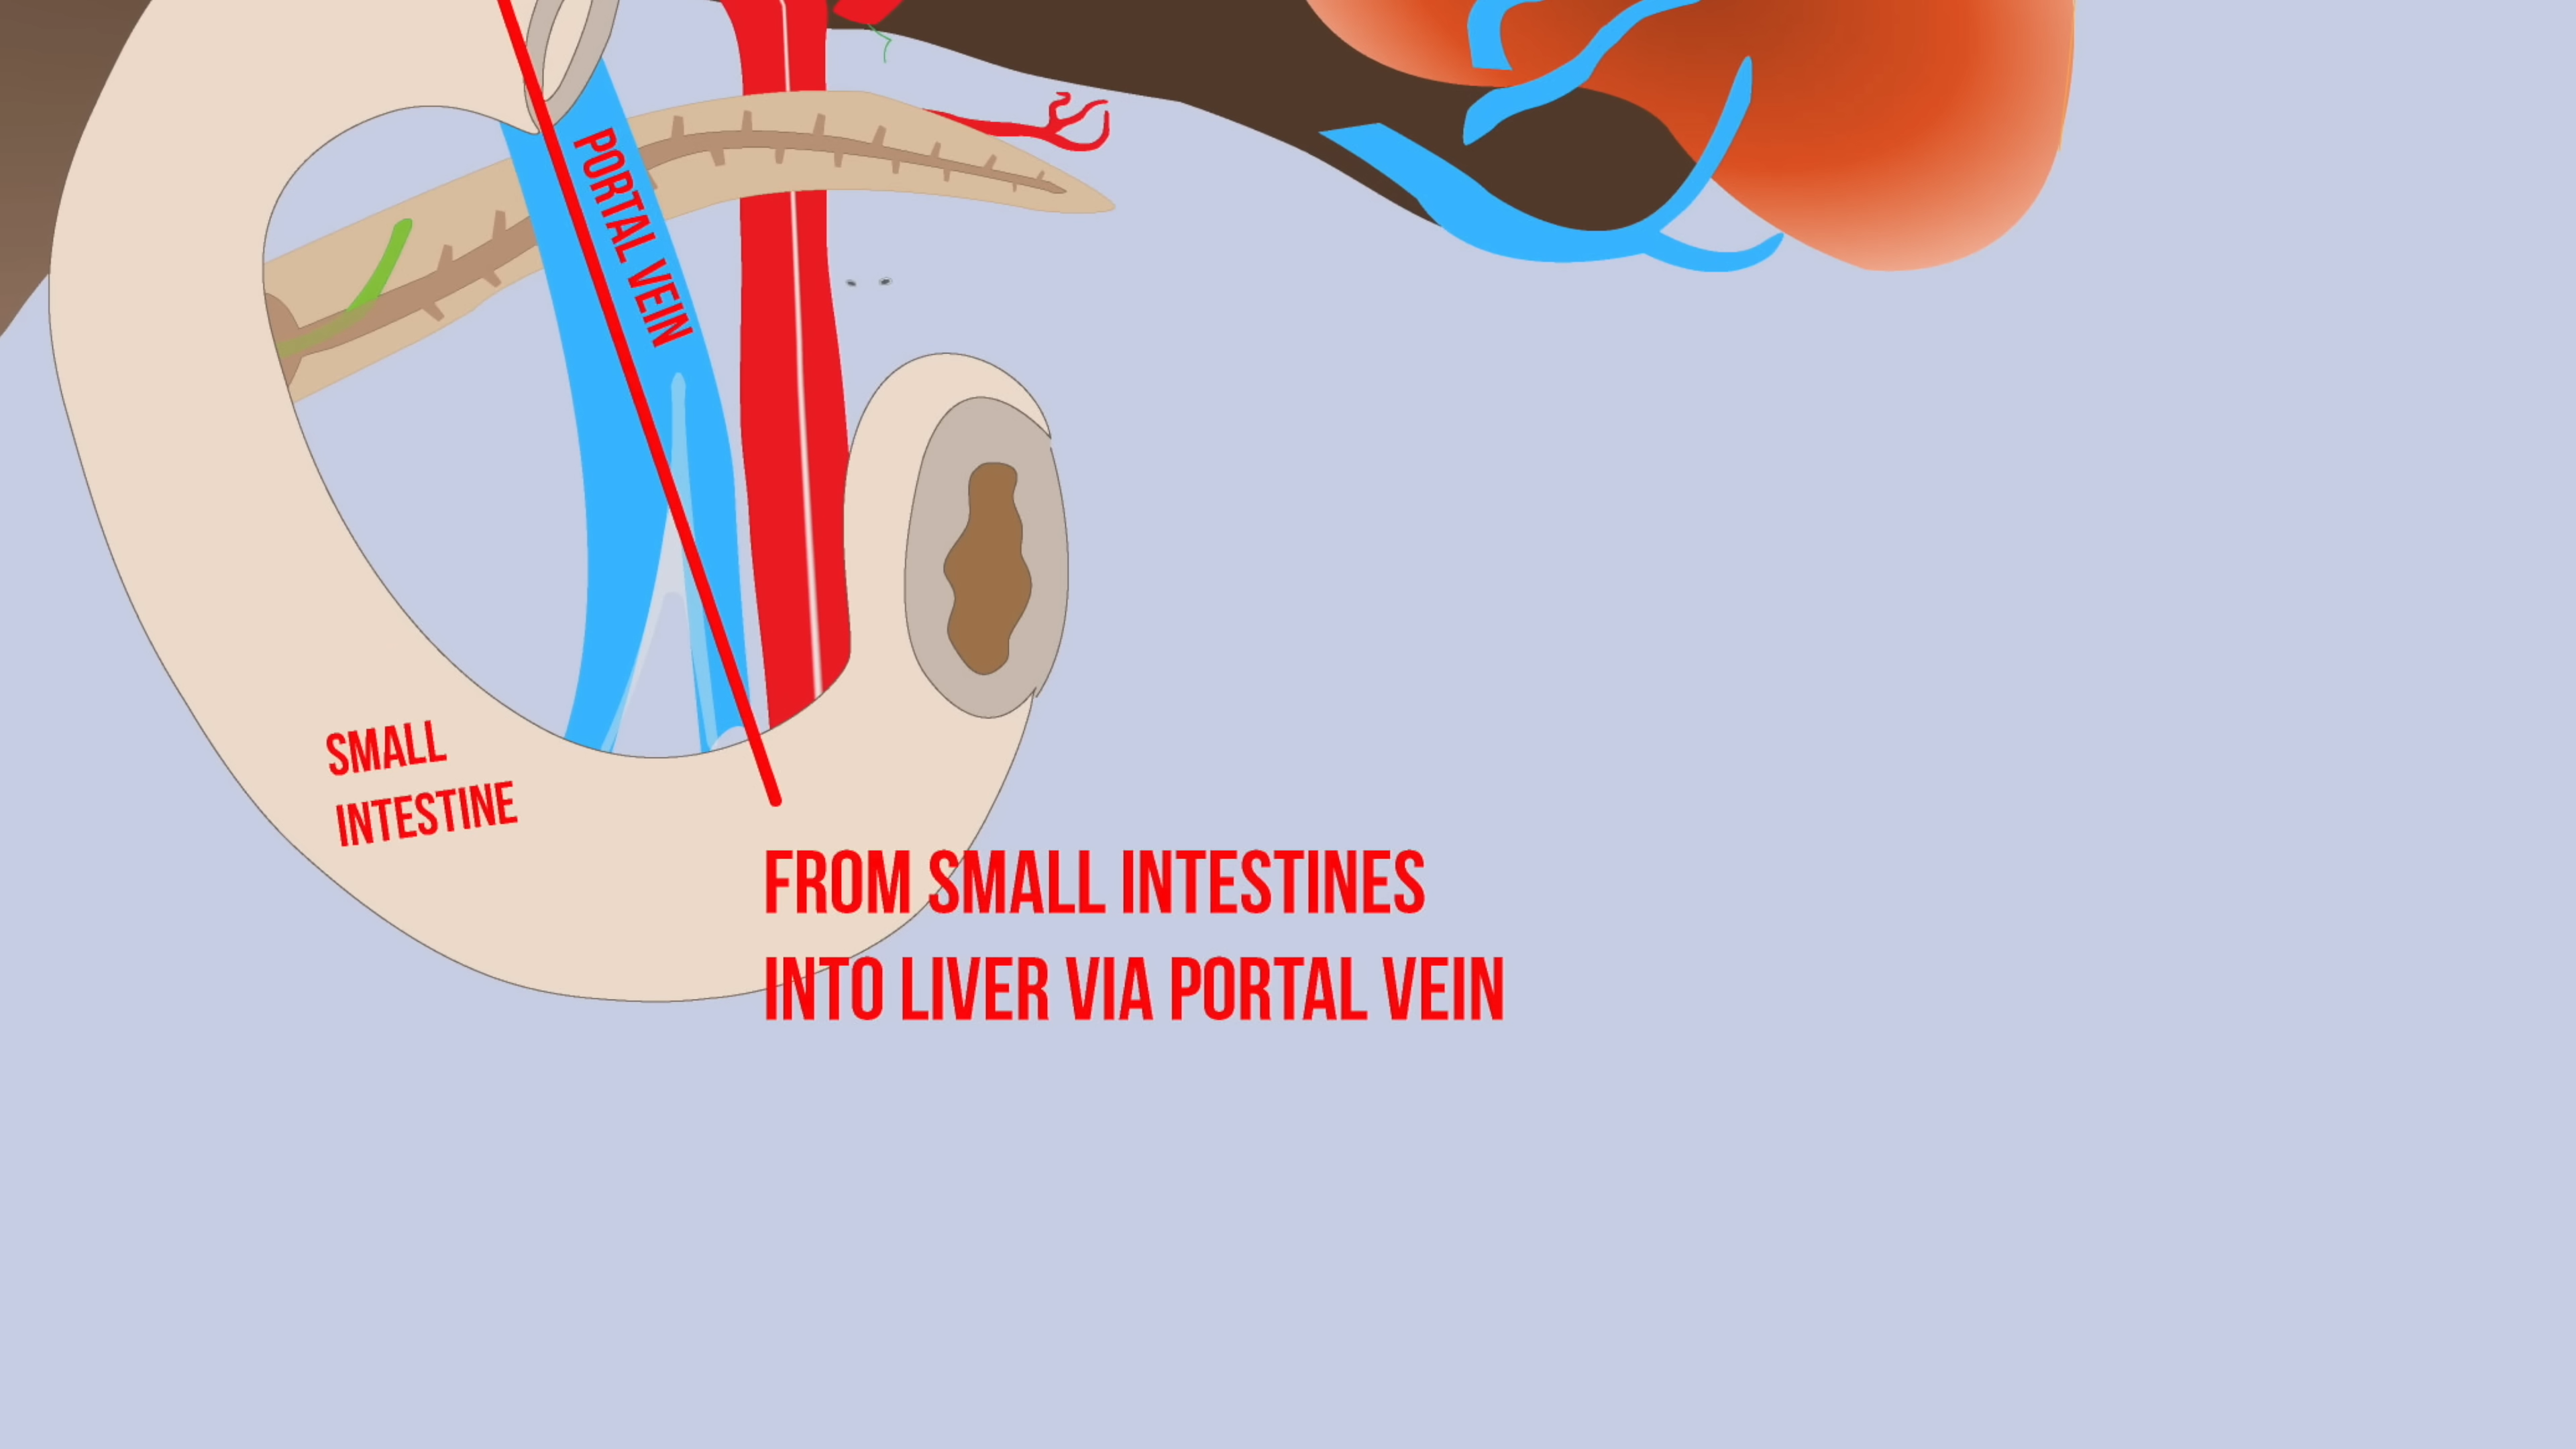 PORTAL VEIN
SMALL
INTESTINE
FROM SMALL INTESTINES
INTO LIVER VIA PORTAL VEIN